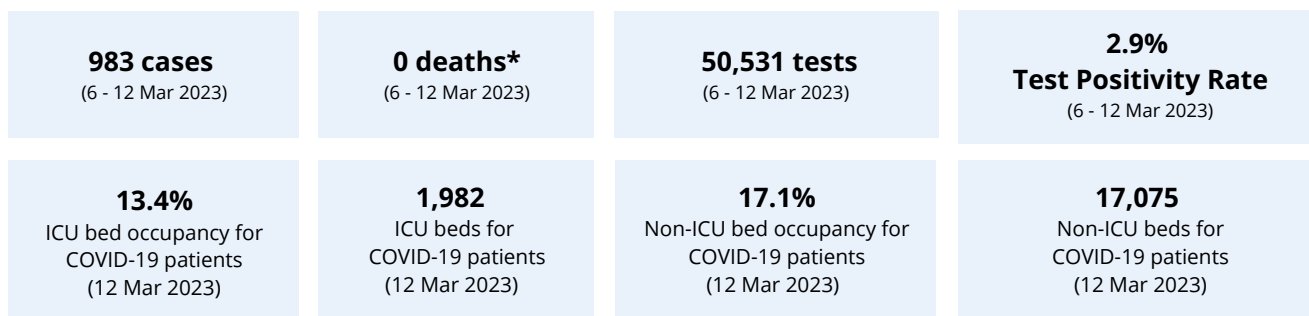 983 cases
(6 - 12 Mar 2023)
0 deaths*
(6 - 12 Mar 2023)
50,531 tests
(6 - 12 Mar 2023)
2.9%
Test Positivity Rate
(6 - 12 Mar 2023)
13.4%
ICU bed occupancy for
COVID-19 patients
(12 Mar 2023)
1,982
ICU beds for
COVID-19 patients
(12 Mar 2023)
17.1%
Non-ICU bed occupancy for
COVID-19 patients
(12 Mar 2023)
17,075
Non-ICU beds for
COVID-19 patients
(12 Mar 2023)